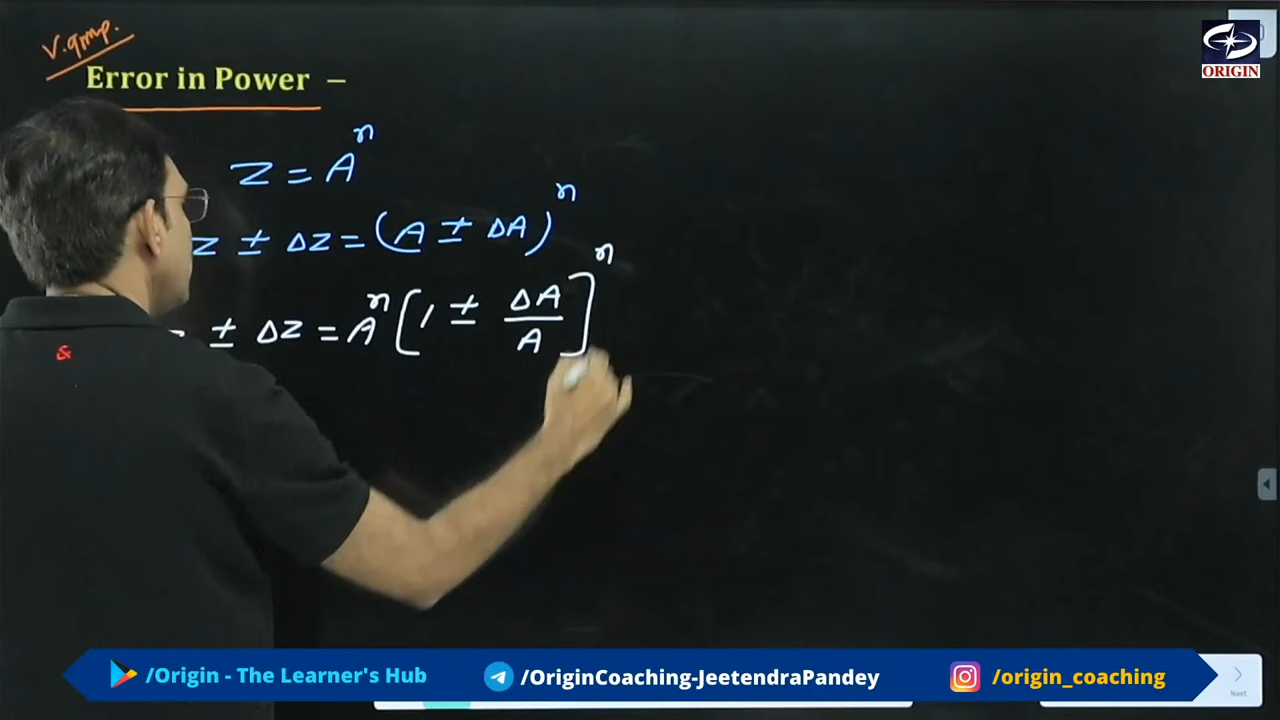 V. Imp.
Error in Power –
Z = Aⁿ
Z ± ΔZ = (A ± ΔA)ⁿ
± ΔZ = Aⁿ [1 ± ΔA/A]ⁿ
&
ORIGIN
/Origin - The Learner's Hub
/OriginCoaching-JeetendraPandey
/origin_coaching
Next